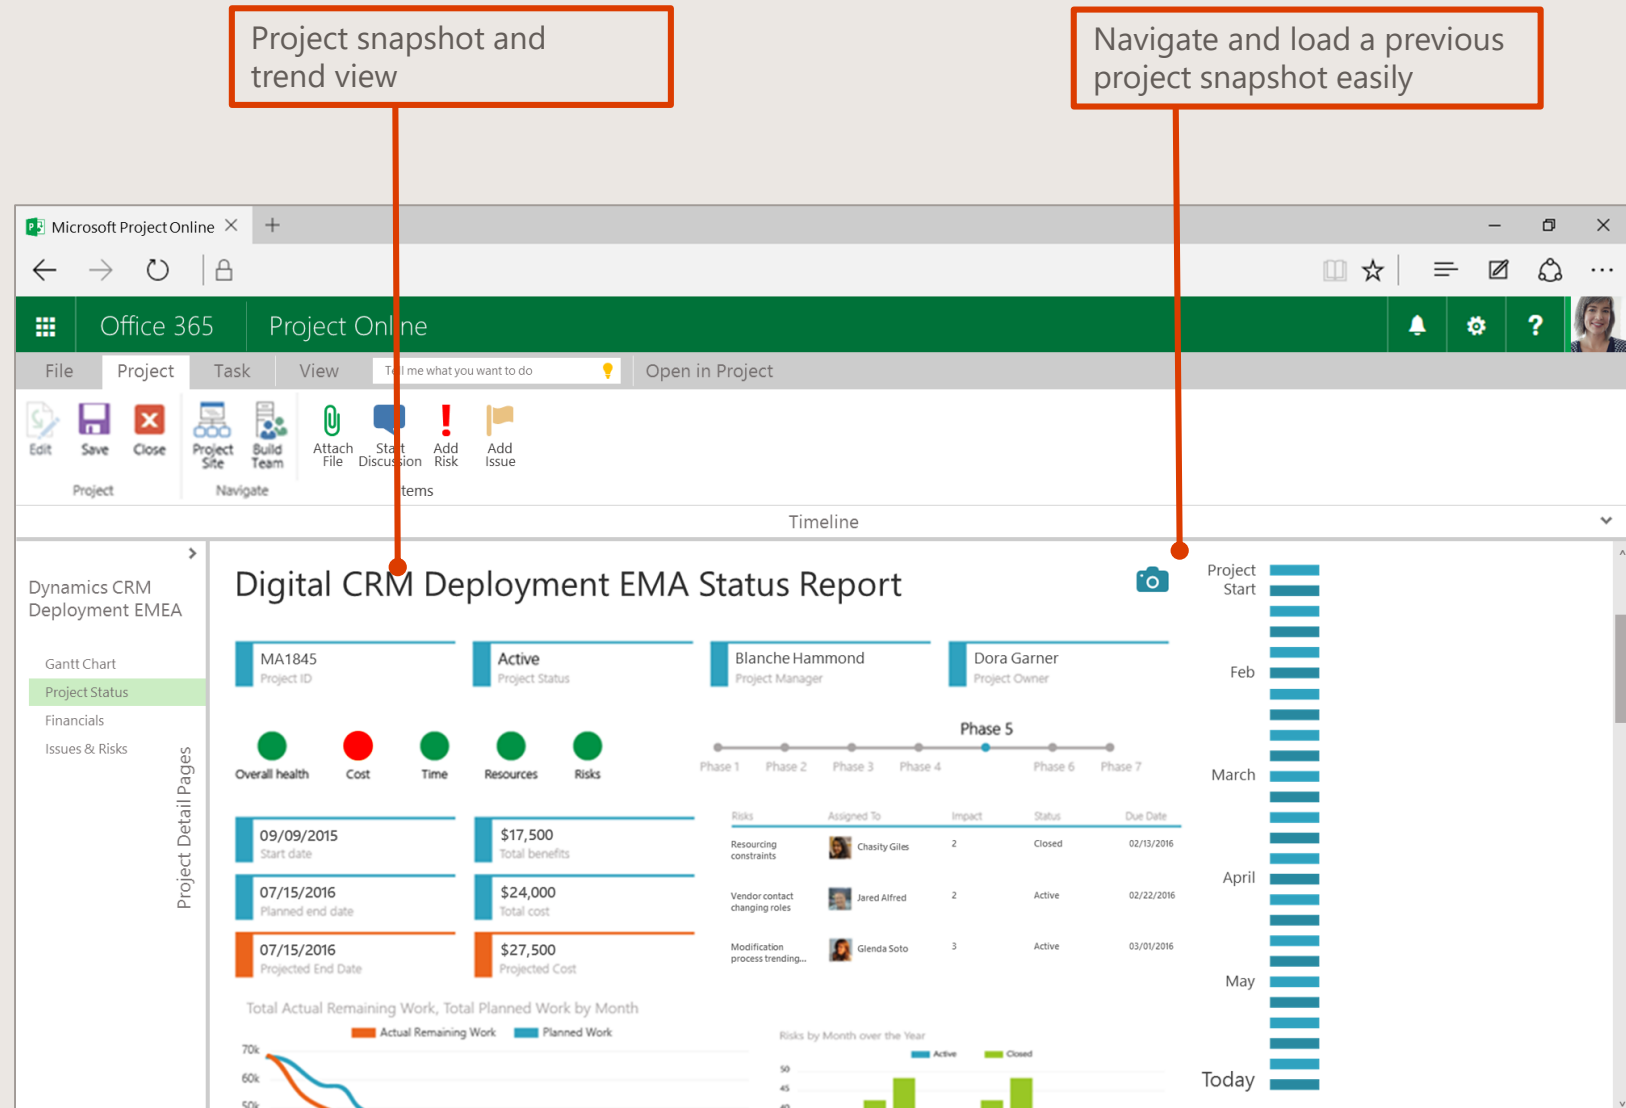 Project snapshot and
trend view
Navigate and load a previous
project snapshot easily
Microsoft Project Online
Office 365
Project Online
File
Project
Task
View
Tell me what you want to do
Open in Project
Edit
Save
Close
Project
Site
Build
Team
Attach
File
Start
Discussion
Add
Risk
Add
Issue
Project
Navigate
Items
Timeline
Dynamics CRM
Deployment EMEA
Gantt Chart
Project Status
Financials
Issues & Risks
Project Detail Pages
Digital CRM Deployment EMA Status Report
MA1845
Project ID
Active
Project Status
Blanche Hammond
Project Manager
Dora Garner
Project Owner
Overall health
Cost
Time
Resources
Risks
Phase 5
Phase 1
Phase 2
Phase 3
Phase 4
Phase 6
Phase 7
09/09/2015
Start date
$17,500
Total benefits
07/15/2016
Planned end date
$24,000
Total cost
07/15/2016
Projected End Date
$27,500
Projected Cost
Risks Assigned To Impact Status Due Date
Resourcing
constraints
Chasity Giles 2 Closed 02/13/2016
Vendor contact
changing roles
Jared Alfred 2 Active 02/22/2016
Modification
process trending...
Glenda Soto 3 Active 03/01/2016
Total Actual Remaining Work, Total Planned Work by Month
Actual Remaining Work
Planned Work
70k
60k
50k
Risks by Month over the Year
Active
Closed
50
45
40
Project
Start
Feb
March
April
May
Today